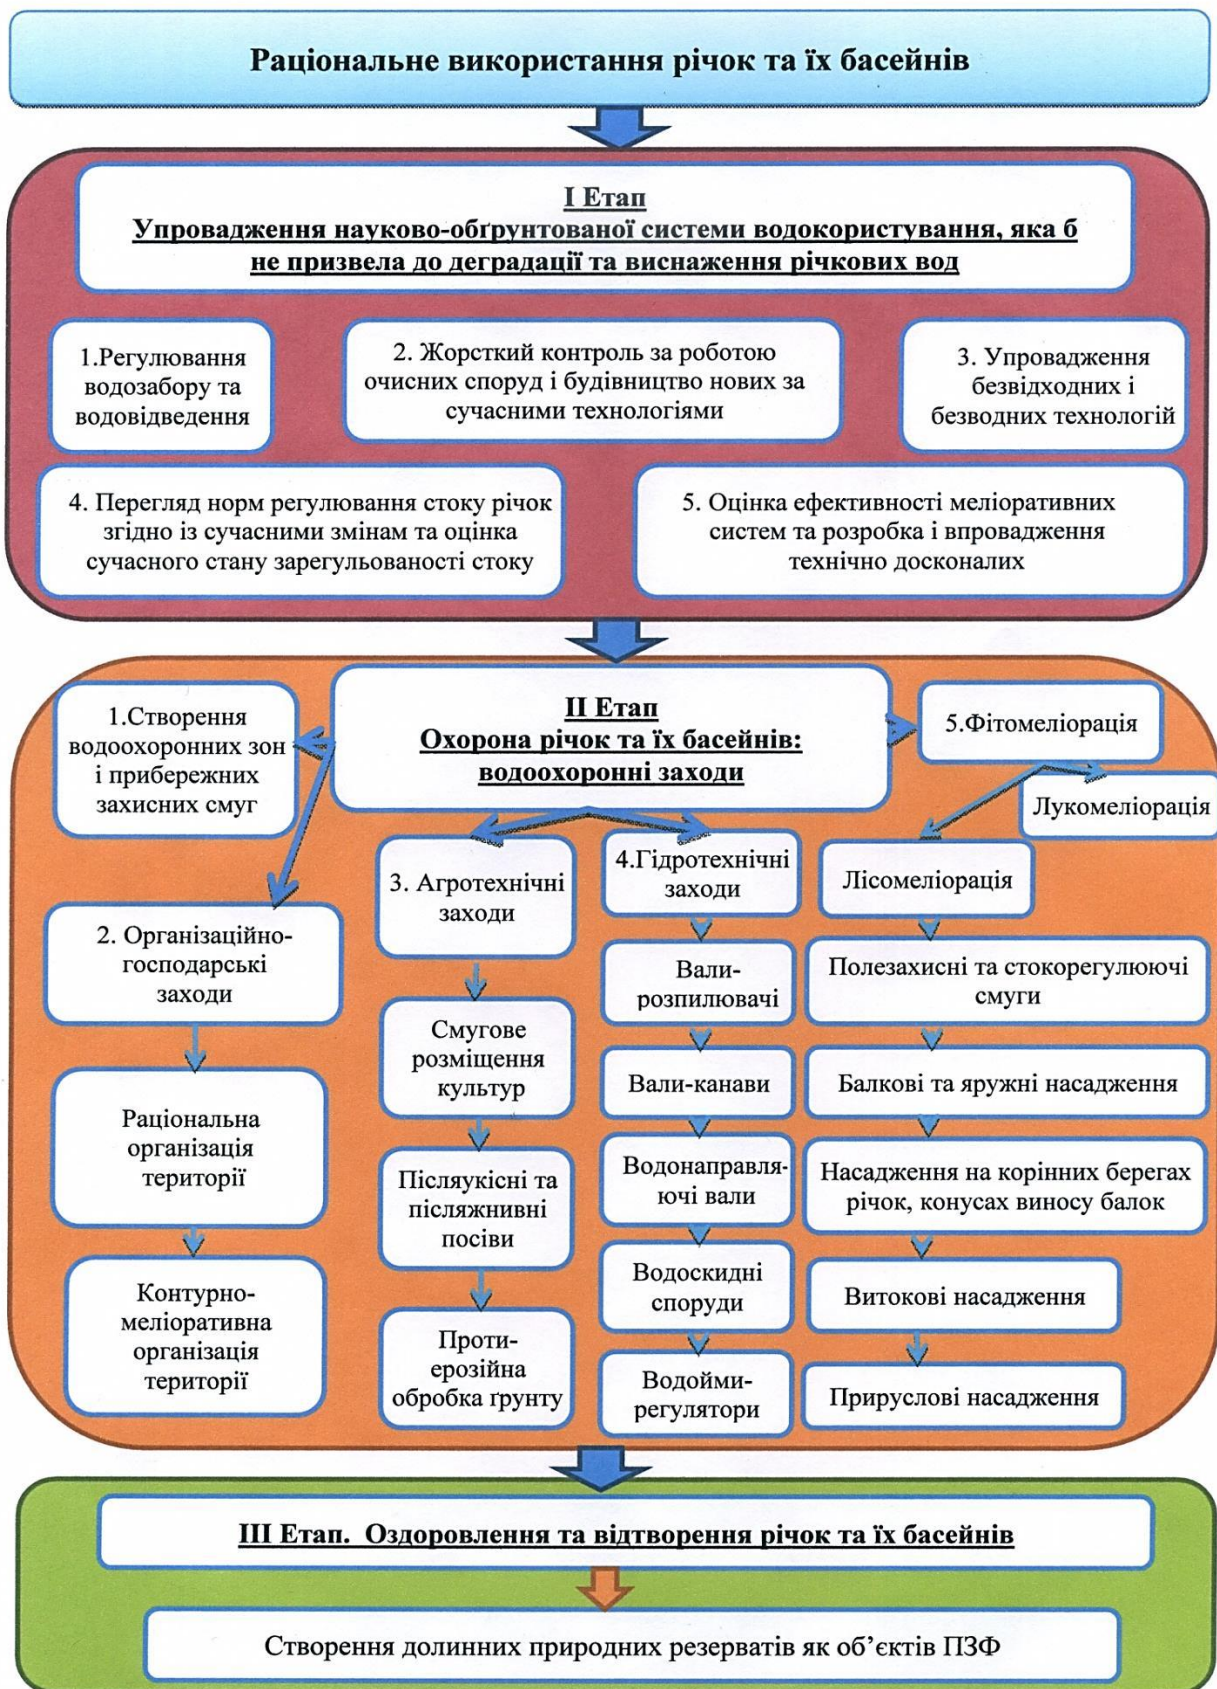 Раціональне використання річок та їх басейнів
І Етап
Упровадження науково-обґрунтованої системи водокористування, яка б
не призвела до деградації та виснаження річкових вод
1.Регулювання
водозабору та
водовідведення
2. Жорсткий контроль за роботою
очисних споруд і будівництво нових за
сучасними технологіями
3. Упровадження
безвідходних і
безводних технологій
4. Перегляд норм регулювання стоку річок
згідно із сучасними змінам та оцінка
сучасного стану зарегульованості стоку
5. Оцінка ефективності меліоративних
систем та розробка і впровадження
технічно досконалих
ІІ Етап
Охорона річок та їх басейнів:
водоохоронні заходи
1.Створення
водоохоронних зон
і прибережних
захисних смуг
2. Організаційно-
господарські
заходи
Раціональна
організація
території
Контурно-
меліоративна
організація
території
3. Агротехнічні
заходи
Смугове
розміщення
культур
Післяукісні та
післяжнивні
посіви
Проти-
ерозійна
обробка ґрунту
4.Гідротехнічні
заходи
Вали-
розпилювачі
Вали-канави
Водонаправля-
ючі вали
Водоскидні
споруди
Водойми-
регулятори
5.Фітомеліорація
Лукомеліорація
Лісомеліорація
Полезахисні та стокорегулюючі
смуги
Балкові та яружні насадження
Насадження на корінних берегах
річок, конусах виносу балок
Витокові насадження
Прируслові насадження
ІІІ Етап. Оздоровлення та відтворення річок та їх басейнів
Створення долинних природних резерватів як об’єктів ПЗФ